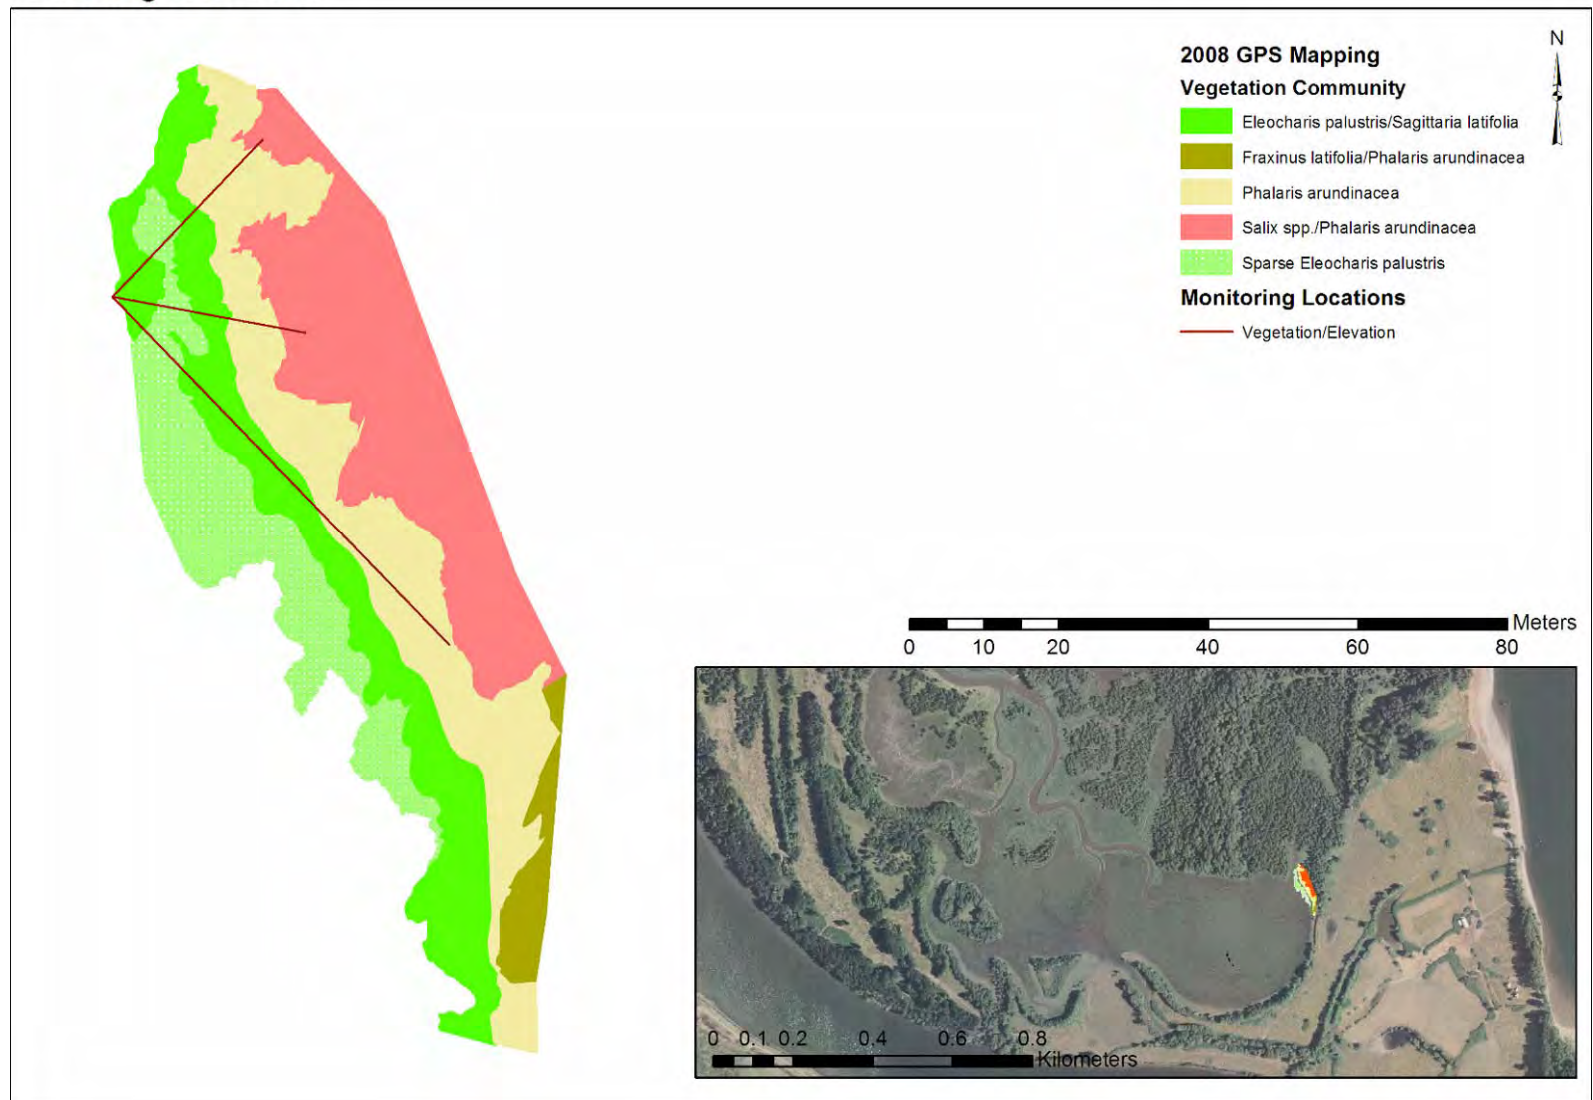 N
2008 GPS Mapping
Vegetation Community
Eleocharis palustris/Sagittaria latifolia
Fraxinus latifolia/Phalaris arundinacea
Phalaris arundinacea
Salix spp./Phalaris arundinacea
Sparse Eleocharis palustris
Monitoring Locations
Vegetation/Elevation
Meters
0 10 20 40 60 80
0 0.1 0.2 0.4 0.6 0.8
Kilometers